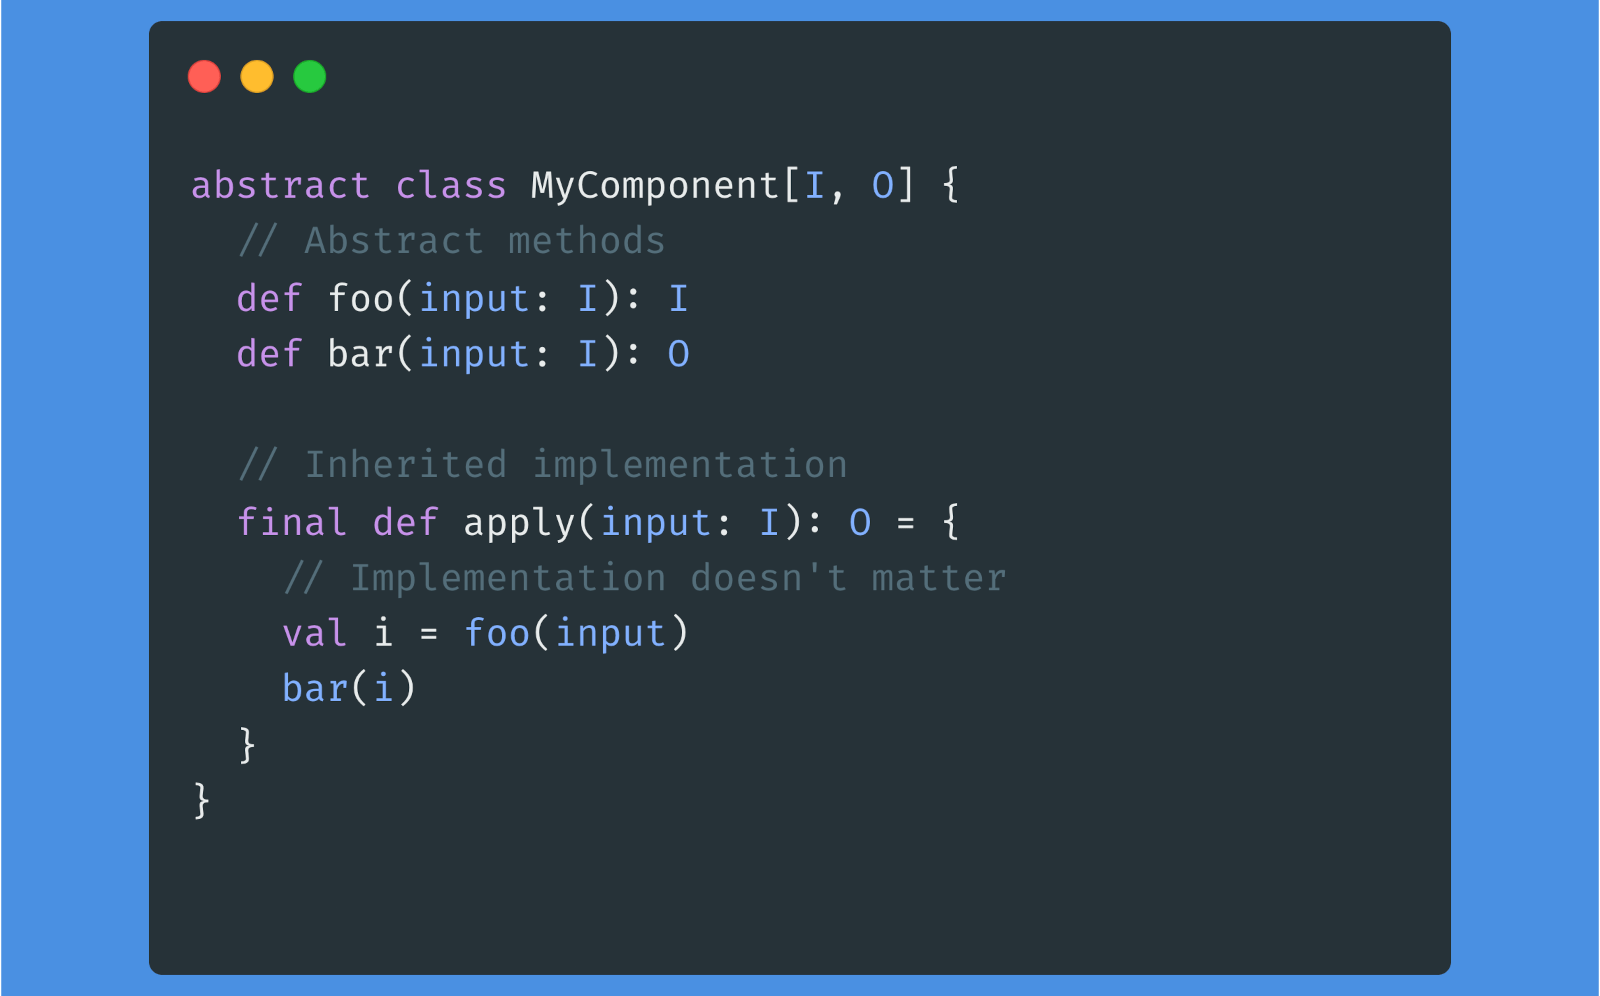 abstract class MyComponent[I, O] {
  // Abstract methods
  def foo(input: I): I
  def bar(input: I): O

  // Inherited implementation
  final def apply(input: I): O = {
    // Implementation doesn't matter
    val i = foo(input)
    bar(i)
  }
}